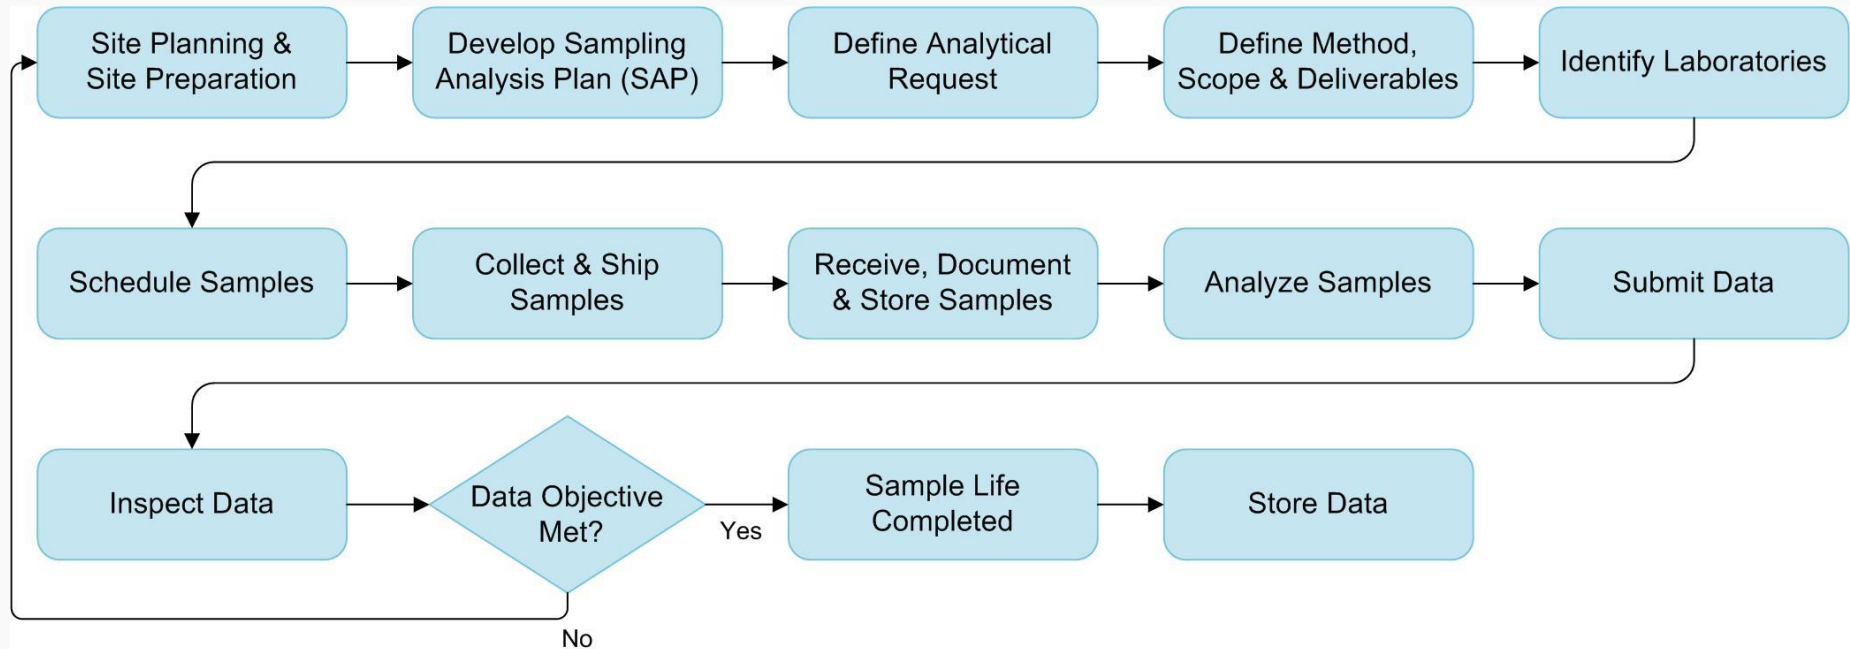 Site Planning &
Site Preparation
Develop Sampling
Analysis Plan (SAP)
Define Analytical
Request
Define Method,
Scope & Deliverables
Identify Laboratories
Schedule Samples
Collect & Ship
Samples
Receive, Document
& Store Samples
Analyze Samples
Submit Data
Inspect Data
Data Objective
Met?
Yes
Sample Life
Completed
Store Data
No